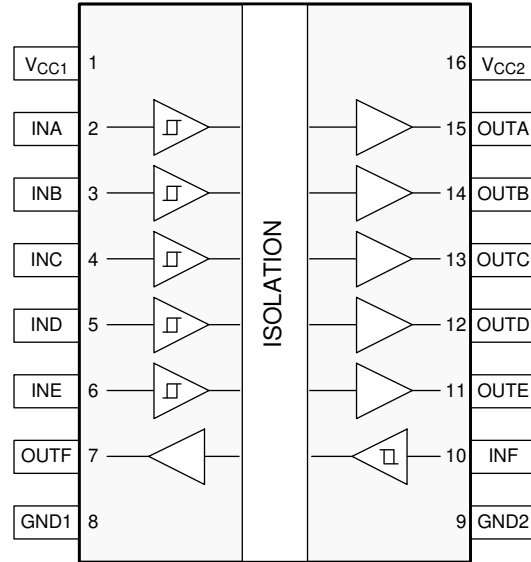 VCC1 1 16 VCC2
INA 2 15 OUTA
INB 3 14 OUTB
INC 4 13 OUTC
ISOLATION
IND 5 12 OUTD
INE 6 11 OUTE
OUTF 7 10 INF
GND1 8 9 GND2